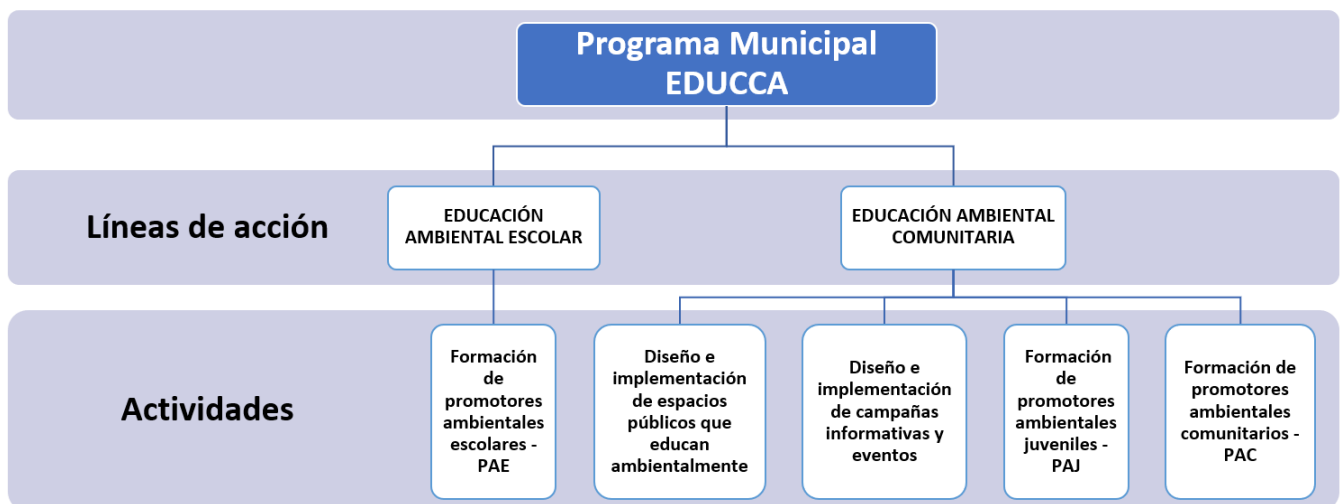 Programa Municipal
EDUCCA
Líneas de acción
EDUCACIÓN
AMBIENTAL ESCOLAR
EDUCACIÓN AMBIENTAL
COMUNITARIA
Actividades
Formación
de
promotores
ambientales
escolares -
PAE
Diseño e
implementación
de espacios
públicos que
educan
ambientalmente
Diseño e
implementación
de campañas
informativas y
eventos
Formación
de
promotores
ambientales
juveniles -
PAJ
Formación de
promotores
ambientales
comunitarios -
PAC